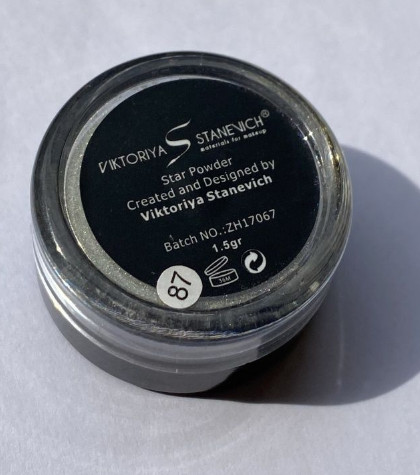 VIKTORIYA S STANEVICH®
materials for makeup
Star Powder
Created and Designed by
Viktoriya Stanevich
Batch NO.:ZH17067
1.5gr
87
36M